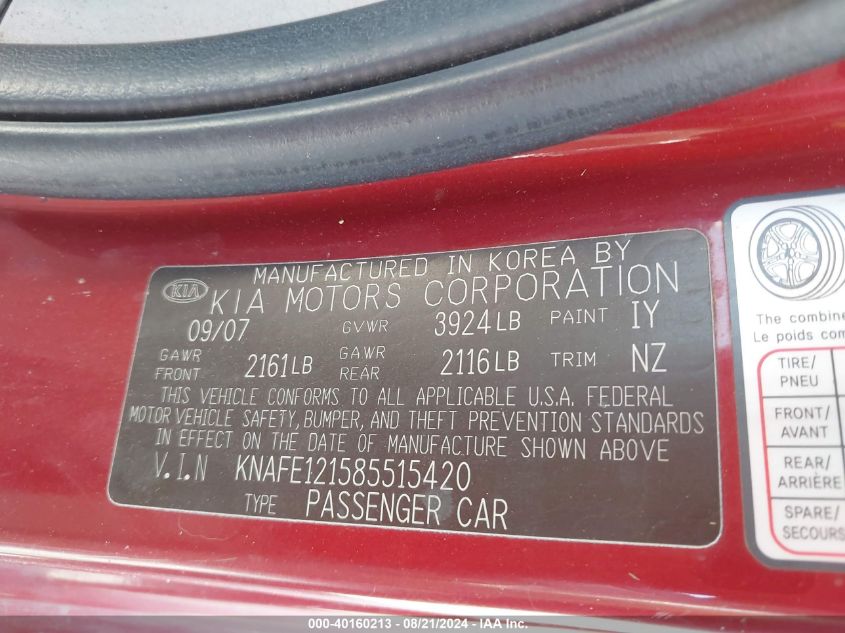 MANUFACTURED IN KOREA BY
KIA KIA MOTORS CORPORATION
09/07 GVWR 3924LB PAINT IY
GAWR FRONT 2161LB GAWR REAR 2116LB TRIM NZ
THIS VEHICLE CONFORMS TO ALL APPLICABLE U.S.A. FEDERAL
MOTOR VEHICLE SAFETY, BUMPER, AND THEFT PREVENTION STANDARDS
IN EFFECT ON THE DATE OF MANUFACTURE SHOWN ABOVE
V.I.N KNAFE121585515420
TYPE PASSENGER CAR
The combine
Le poids com
TIRE/
PNEU
FRONT/
AVANT
REAR/
ARRIÈRE
SPARE/
SECOURS
000-40160213 - 08/21/2024 - IAA Inc.